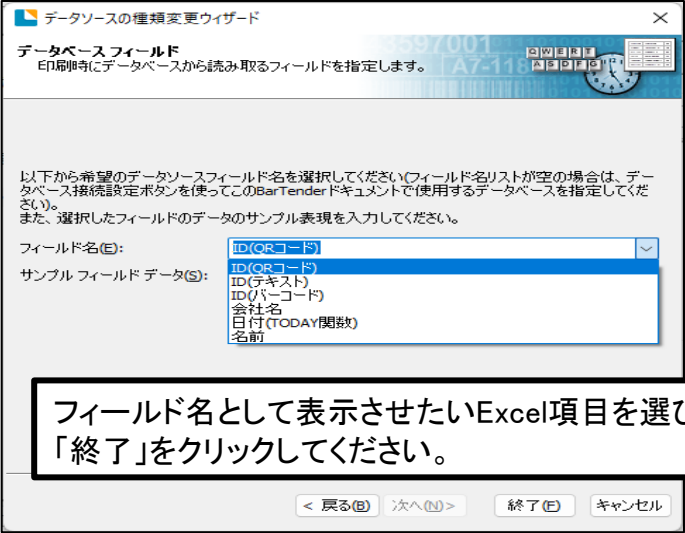 データソースの種類変更ウィザード
データベース フィールド
印刷時にデータベースから読み取るフィールドを指定します。
3597001
A7-118
QWERT
ASDFG
以下から希望のデータソースフィールド名を選択してください(フィールド名リストが空の場合は、デー
タベース接続設定ボタンを使ってこのBarTenderドキュメントで使用するデータベースを指定してくだ
さい)。
また、選択したフィールドのデータのサンプル表現を入力してください。
フィールド名(E):
ID(QRコード)
サンプル フィールド データ(S):
ID(QRコード)
ID(テキスト)
ID(バーコード)
会社名
日付(TODAY関数)
名前
フィールド名として表示させたいExcel項目を選び
「終了」をクリックしてください。
< 戻る(B)
次へ(N)>
終了(F)
キャンセル